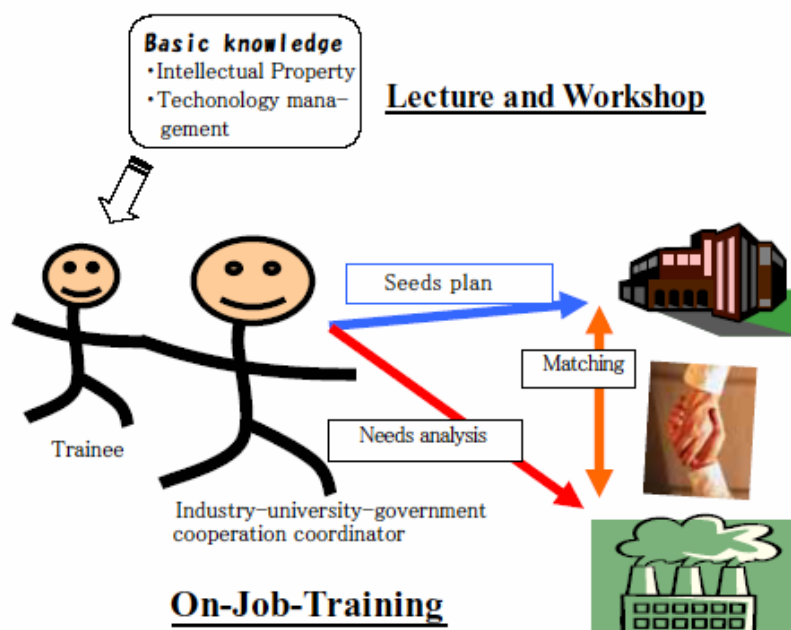 Basic knowledge
・Intellectual Property
・Techonology mana-
gement
Lecture and Workshop
Seeds plan
Matching
Needs analysis
Trainee
Industry-university-government
cooperation coordinator
On-Job-Training